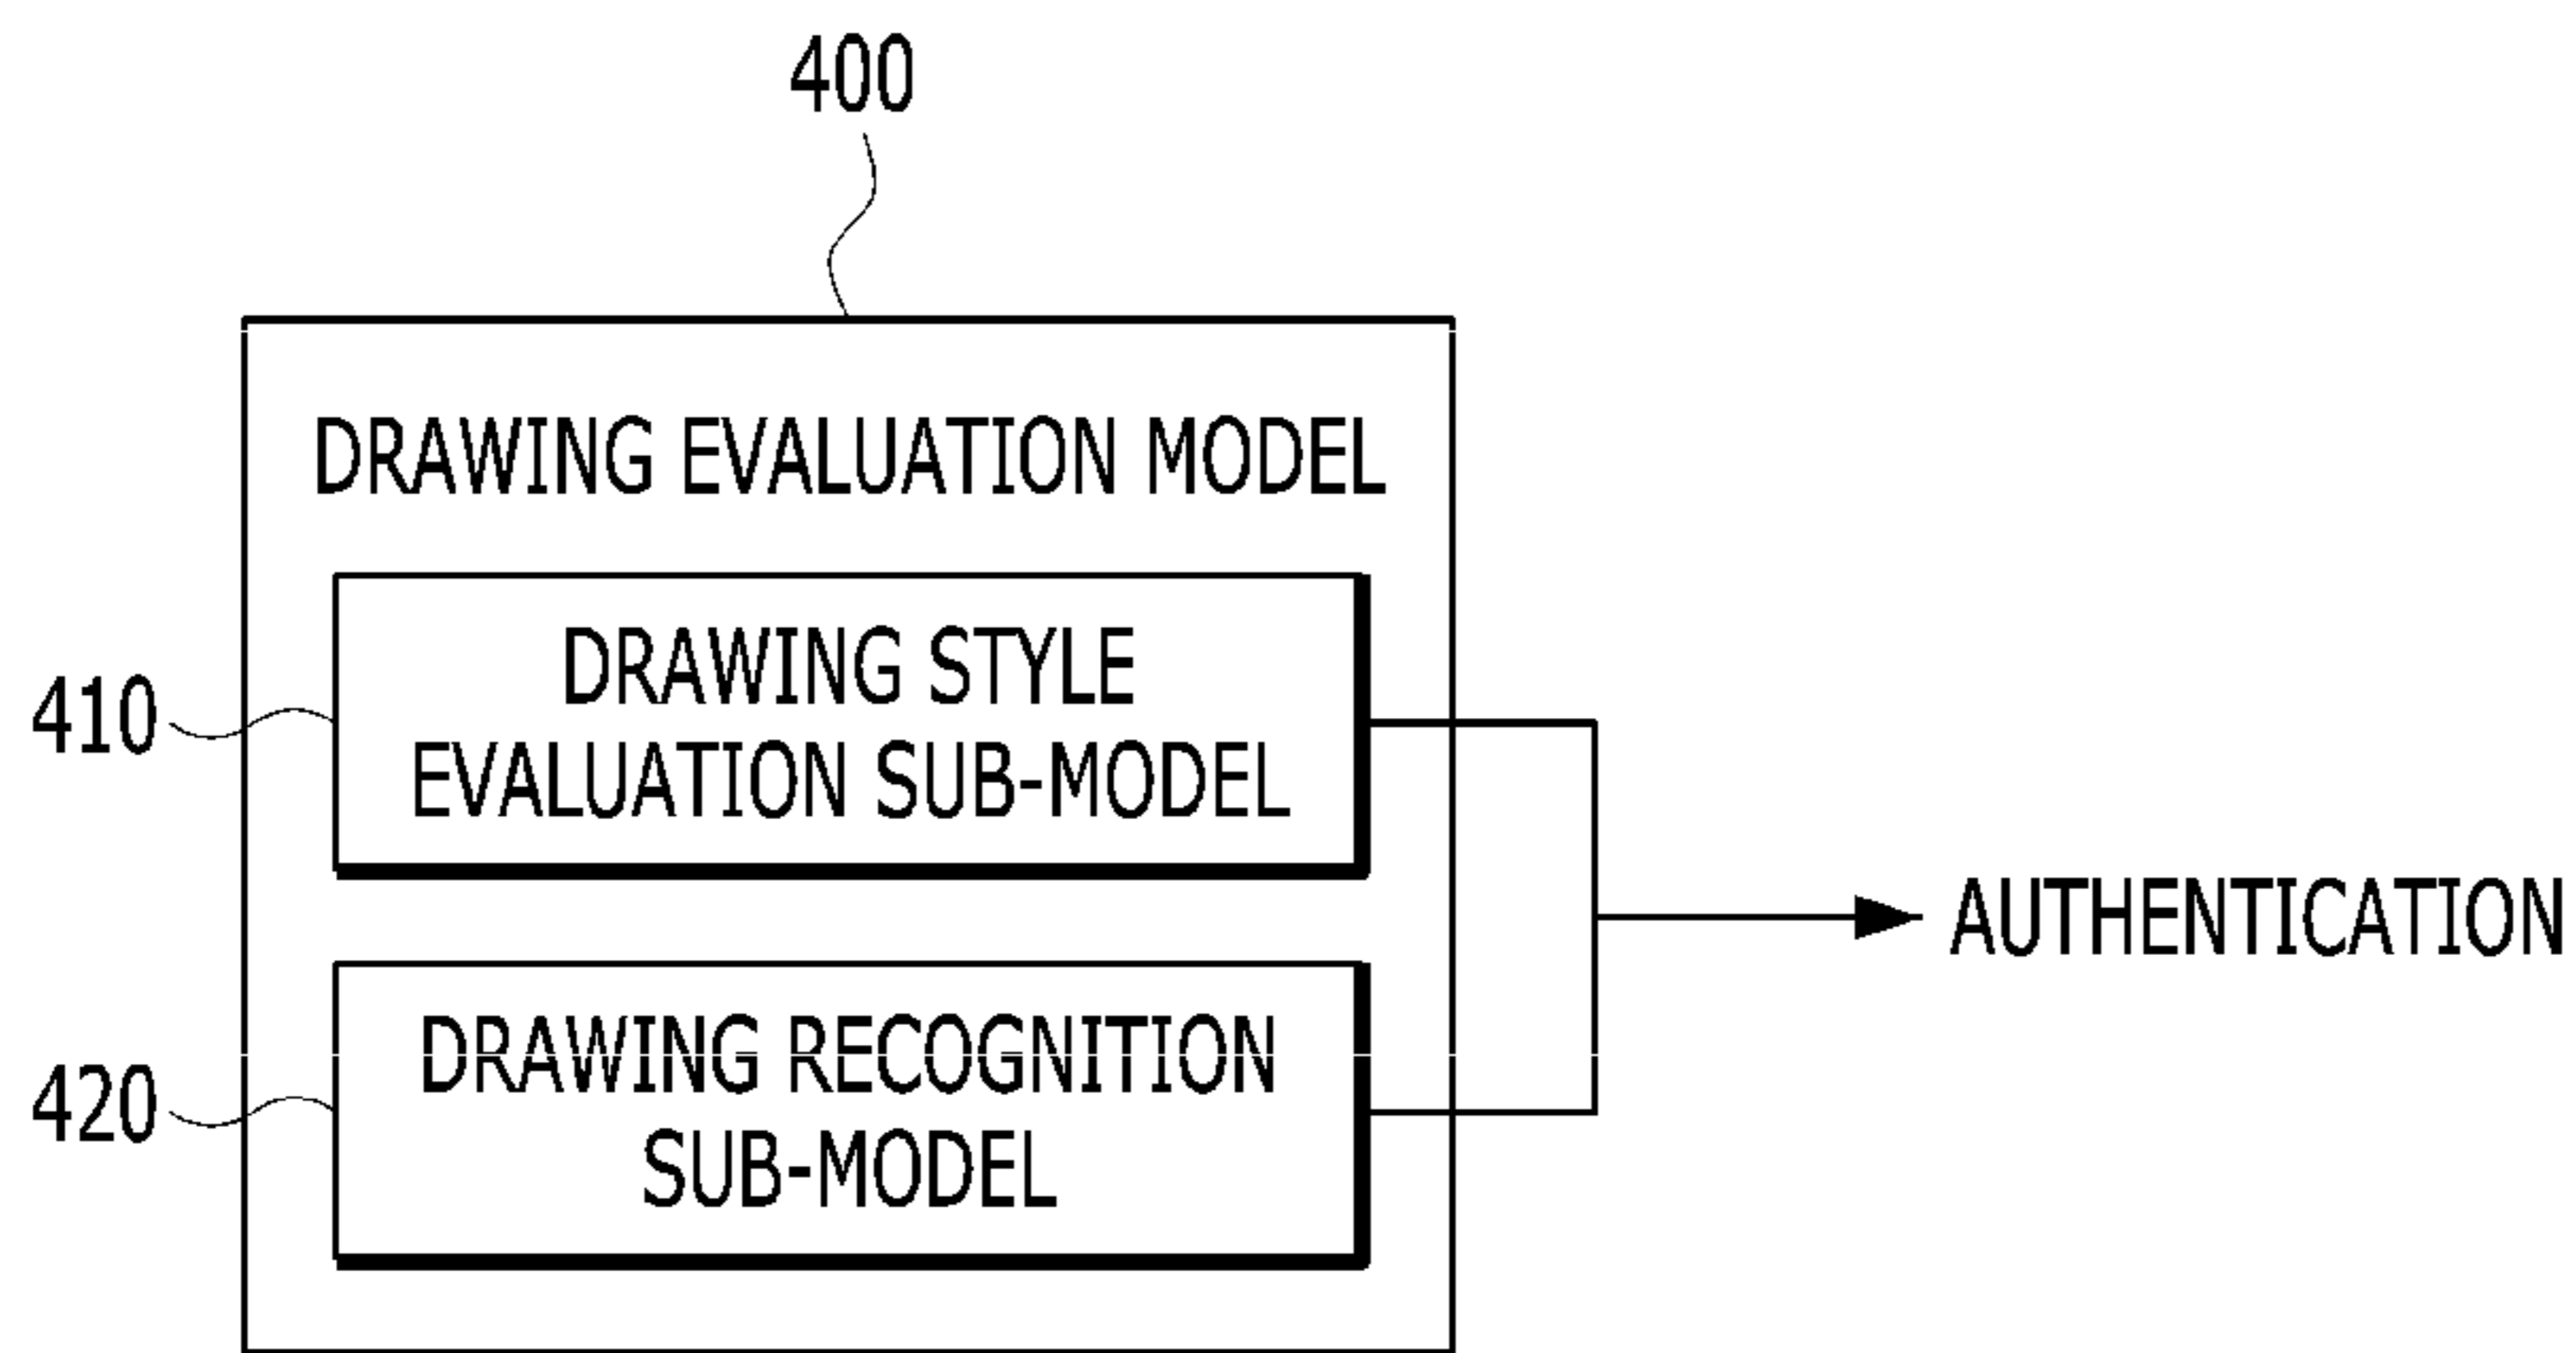 400
DRAWING EVALUATION MODEL
410
DRAWING STYLE
EVALUATION SUB-MODEL
AUTHENTICATION
420
DRAWING RECOGNITION
SUB-MODEL